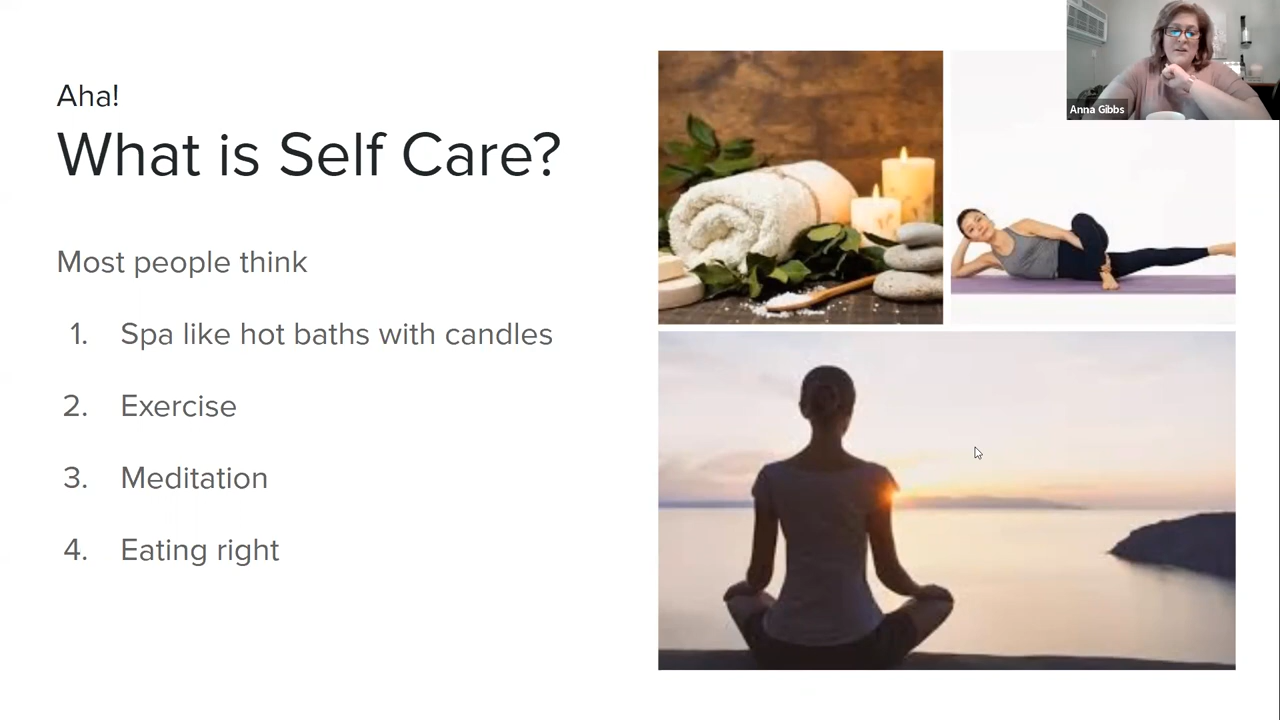 Aha!
What is Self Care?
Most people think
1. Spa like hot baths with candles
2. Exercise
3. Meditation
4. Eating right
Anna Gibbs